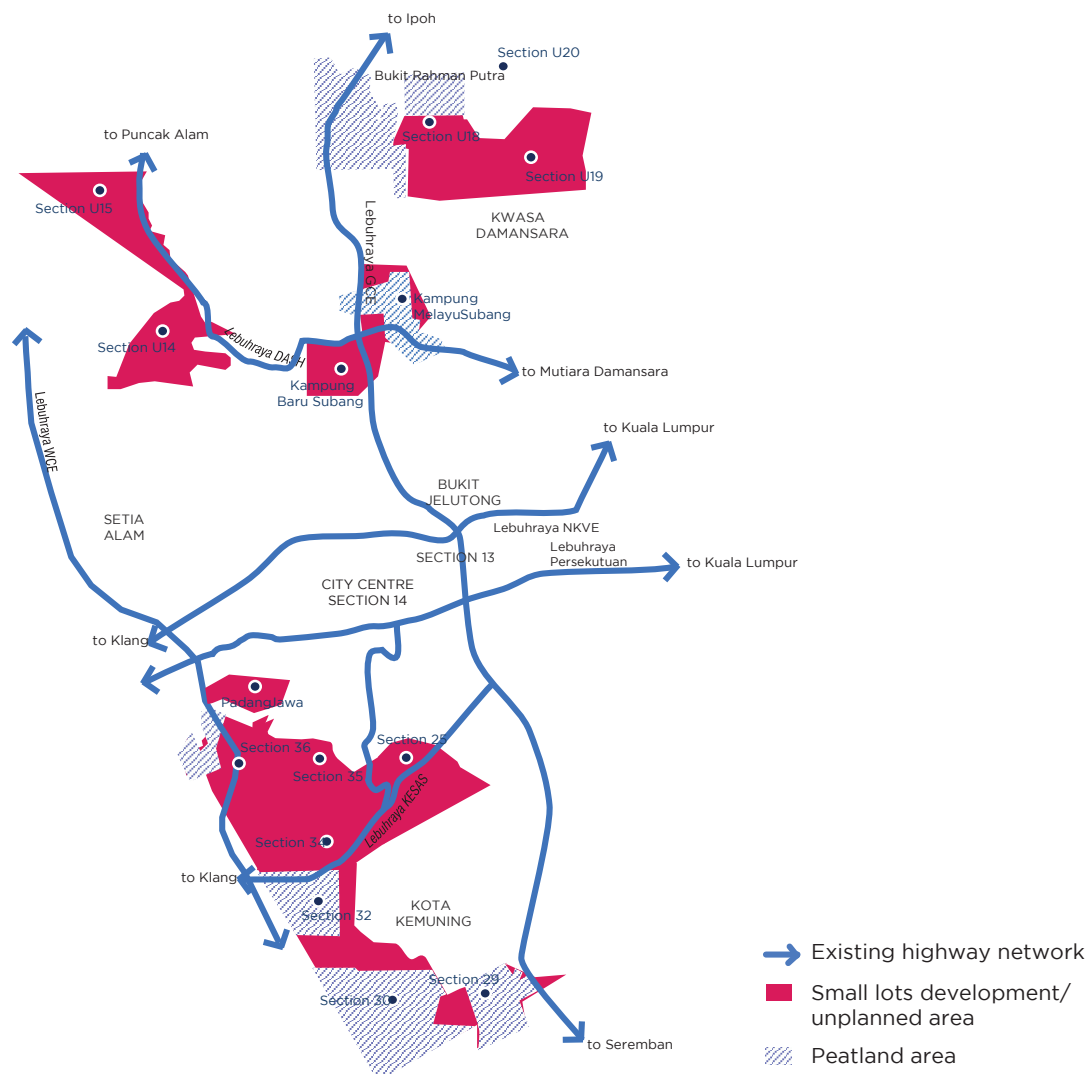 to Ipoh
Section U20
Bukit Rahman Putra
to Puncak Alam
Section U18
Section U19
Section U15
KWASA
DAMANSARA
Lebuhraya GCE
Kampung
MelayuSubang
Section U14
Lebuhraya DASH
to Mutiara Damansara
Kampung
Baru Subang
Lebuhraya WCE
to Kuala Lumpur
BUKIT
JELUTONG
SETIA
ALAM
Lebuhraya NKVE
SECTION 13
Lebuhraya
Persekutuan
to Kuala Lumpur
CITY CENTRE
SECTION 14
to Klang
PadangJawa
Section 25
Section 36
Section 35
Lebuhraya KESAS
Section 34
to Klang
KOTA
KEMUNING
Section 32
Section 29
Section 30
to Seremban
Existing highway network
Small lots development/
unplanned area
Peatland area